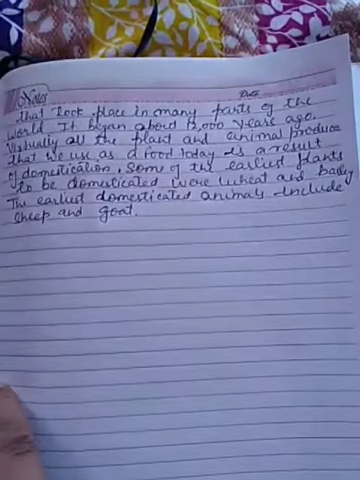 Notes
Date
that Took place in many parts of the
world It began about 12,000 years ago.
Virtually all the plant and animal produce
that we use as a food today is a result
of domestication. Some of the earliest plants
to be domesticated were wheat and barley
The earliest domesticated animals include
sheep and goat.